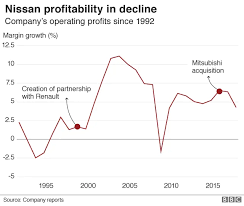 Nissan profitability in decline
Company's operating profits since 1992
Margin growth (%)
12.5
10
7.5
5
2.5
0
-2.5
-5
Creation of partnership
with Renault
Mitsubishi
acquisition
1995
2000
2005
2010
2015
Source: Company reports
BBC